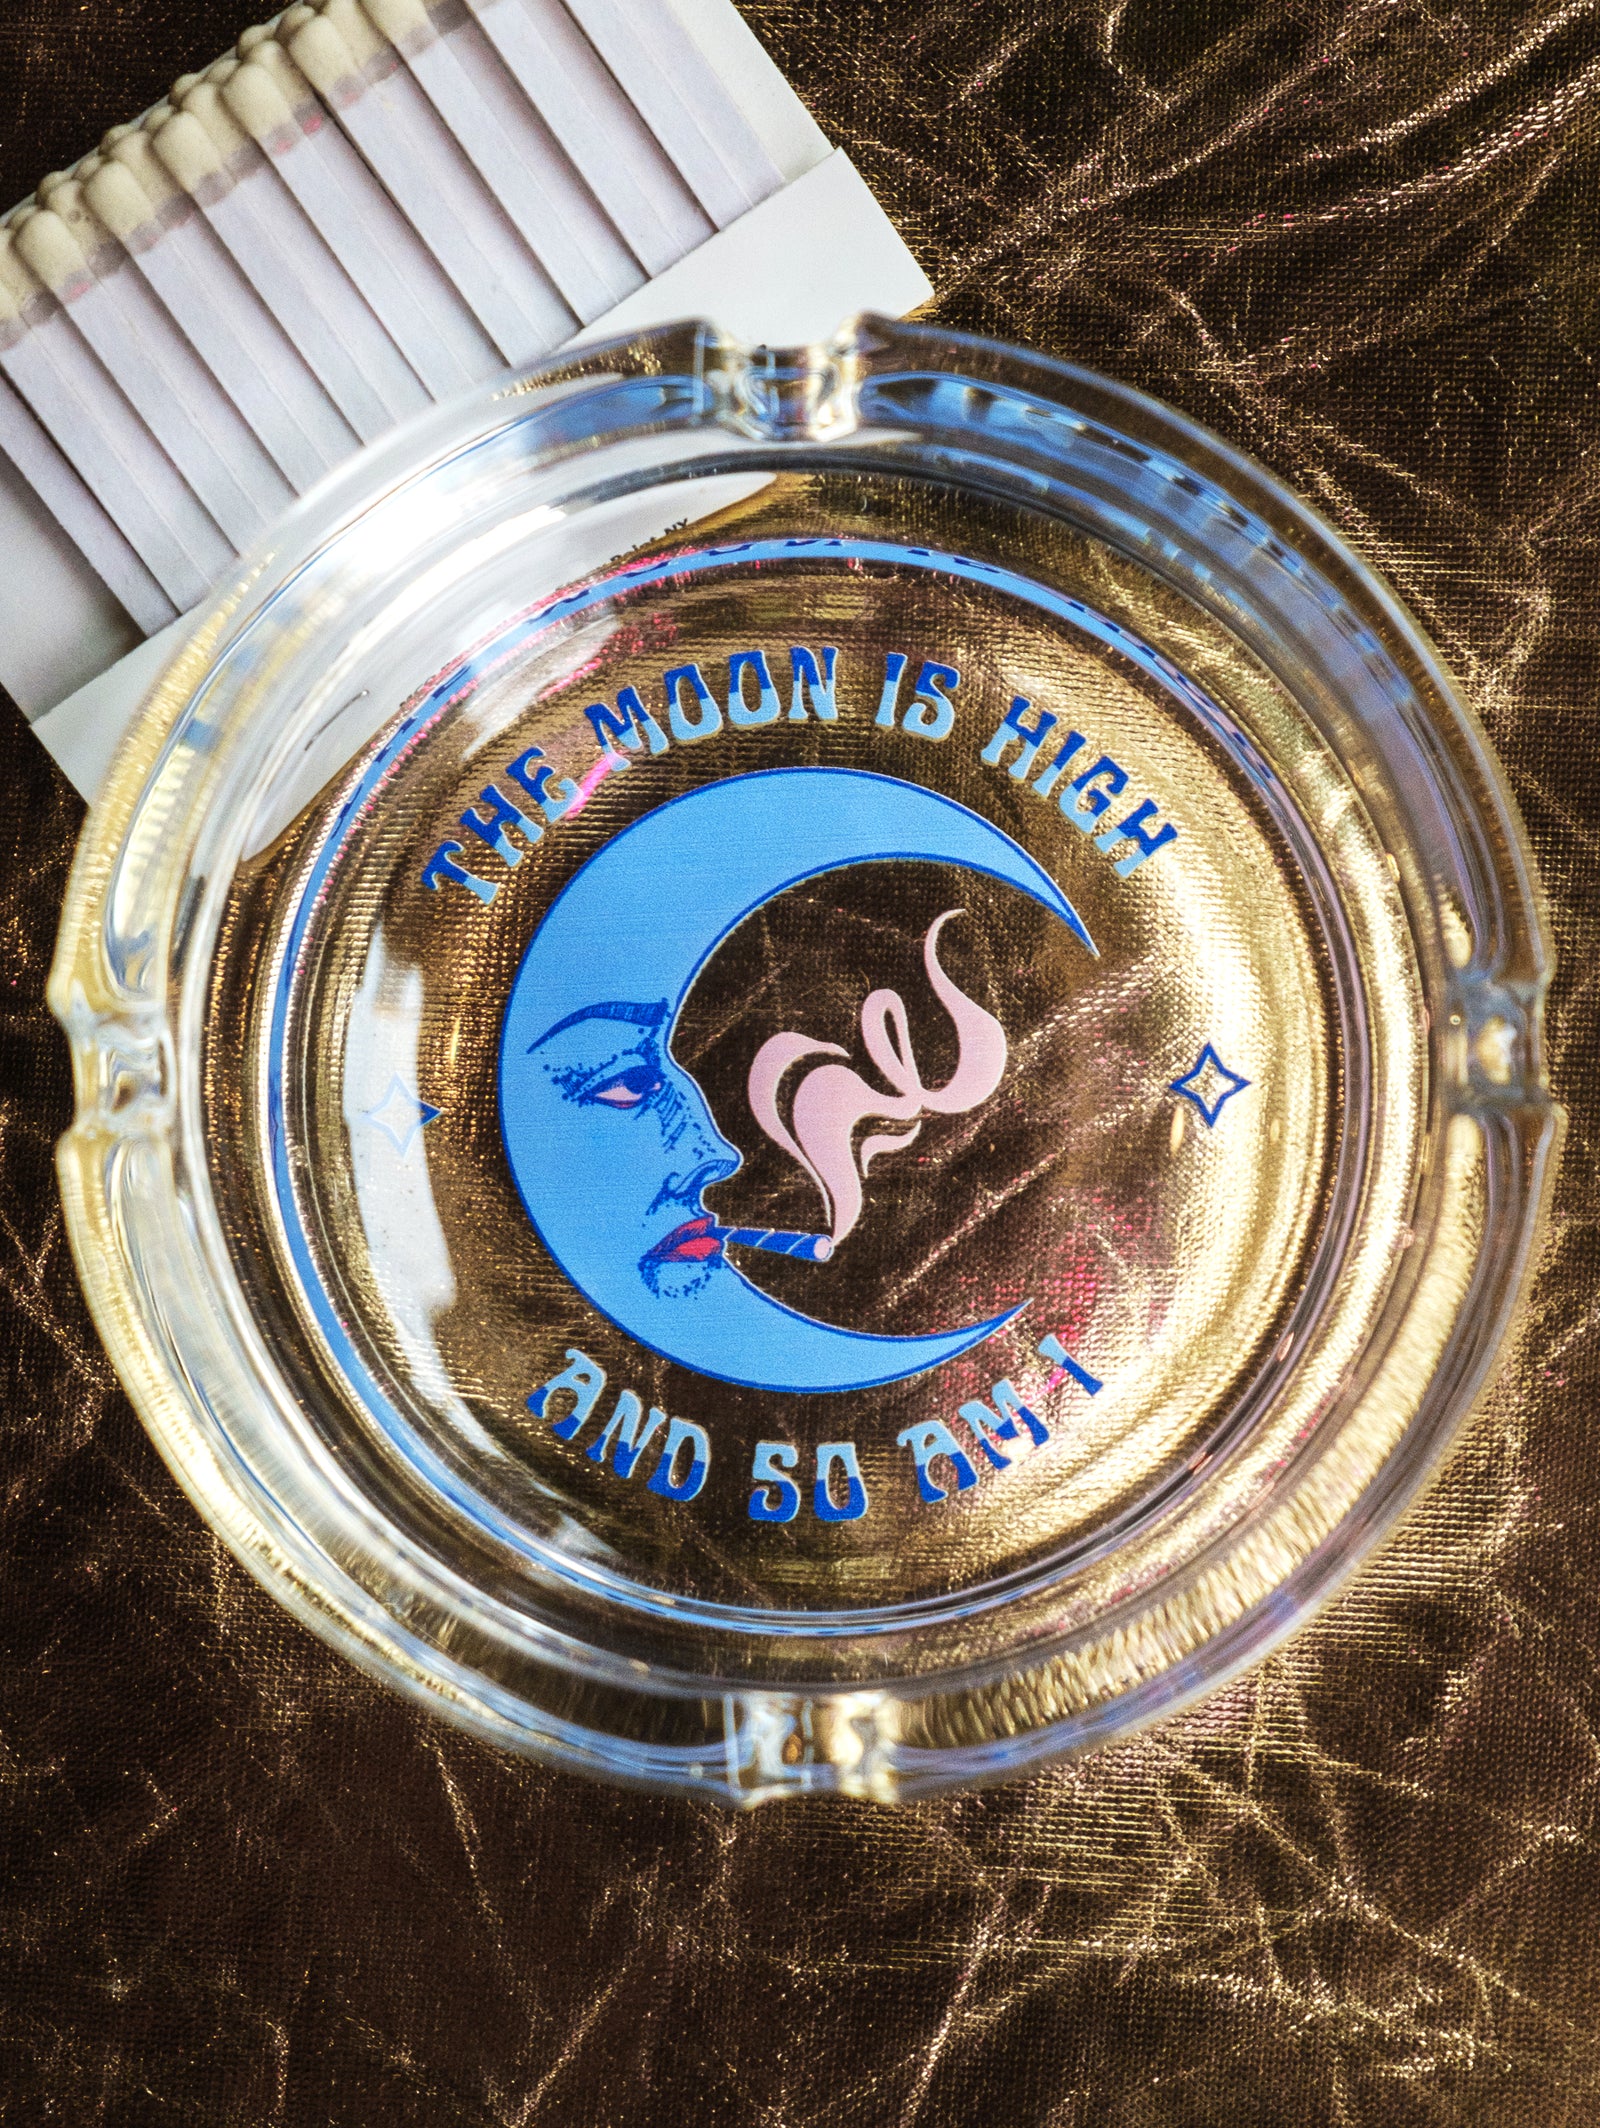 THE MOON IS HIGH
AND SO AM I